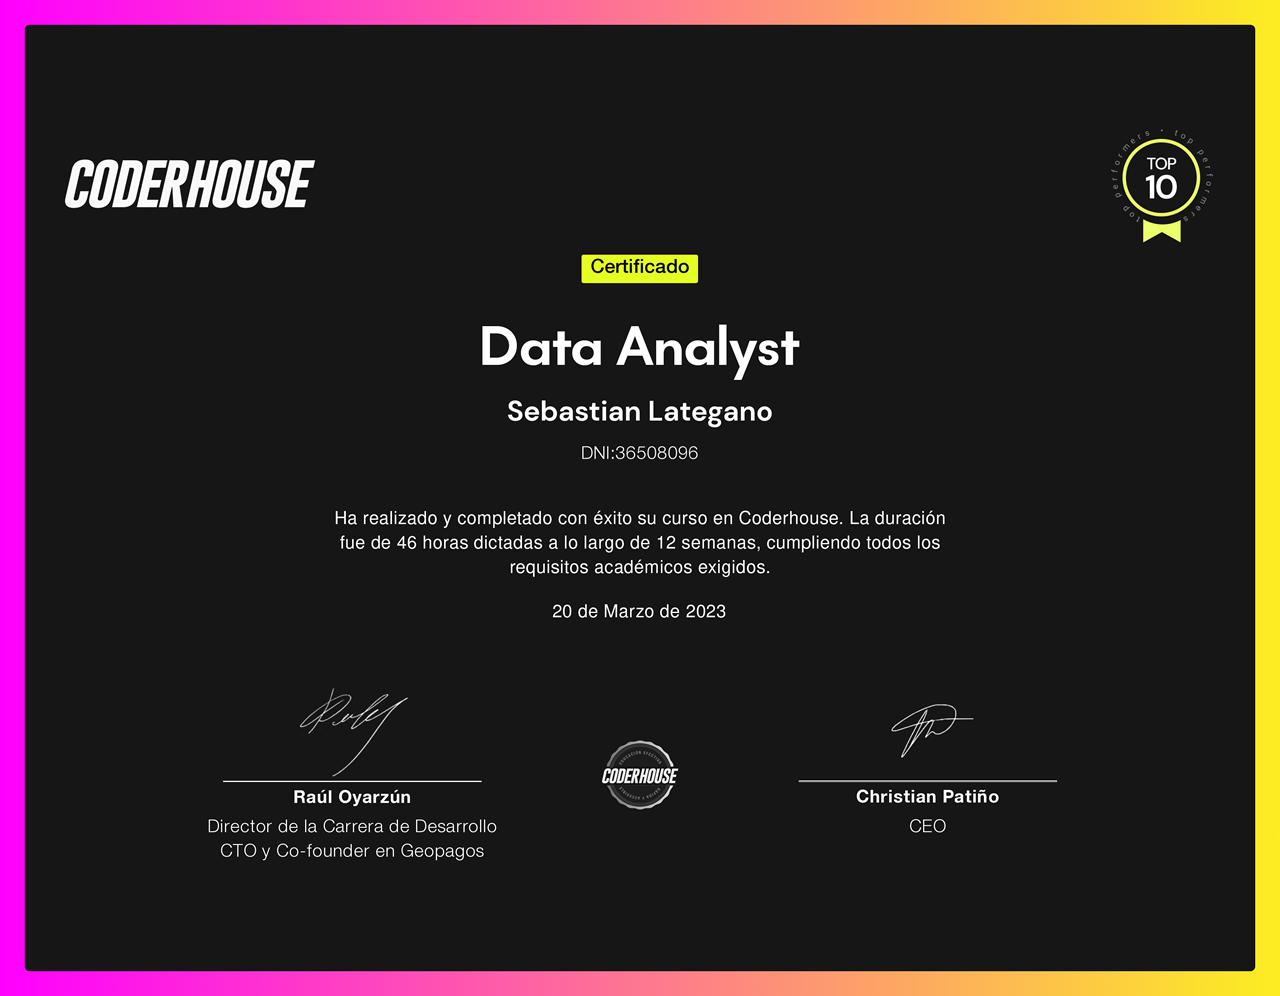 CODERHOUSE
top performers • top performers
TOP
10
Certificado
Data Analyst
Sebastian Lategano
DNI:36508096
Ha realizado y completado con éxito su curso en Coderhouse. La duración
fue de 46 horas dictadas a lo largo de 12 semanas, cumpliendo todos los
requisitos académicos exigidos.
20 de Marzo de 2023
Raúl Oyarzún
Director de la Carrera de Desarrollo
CTO y Co-founder en Geopagos
EDUCACIÓN EFECTIVA
CODERHOUSE
Christian Patiño
CEO